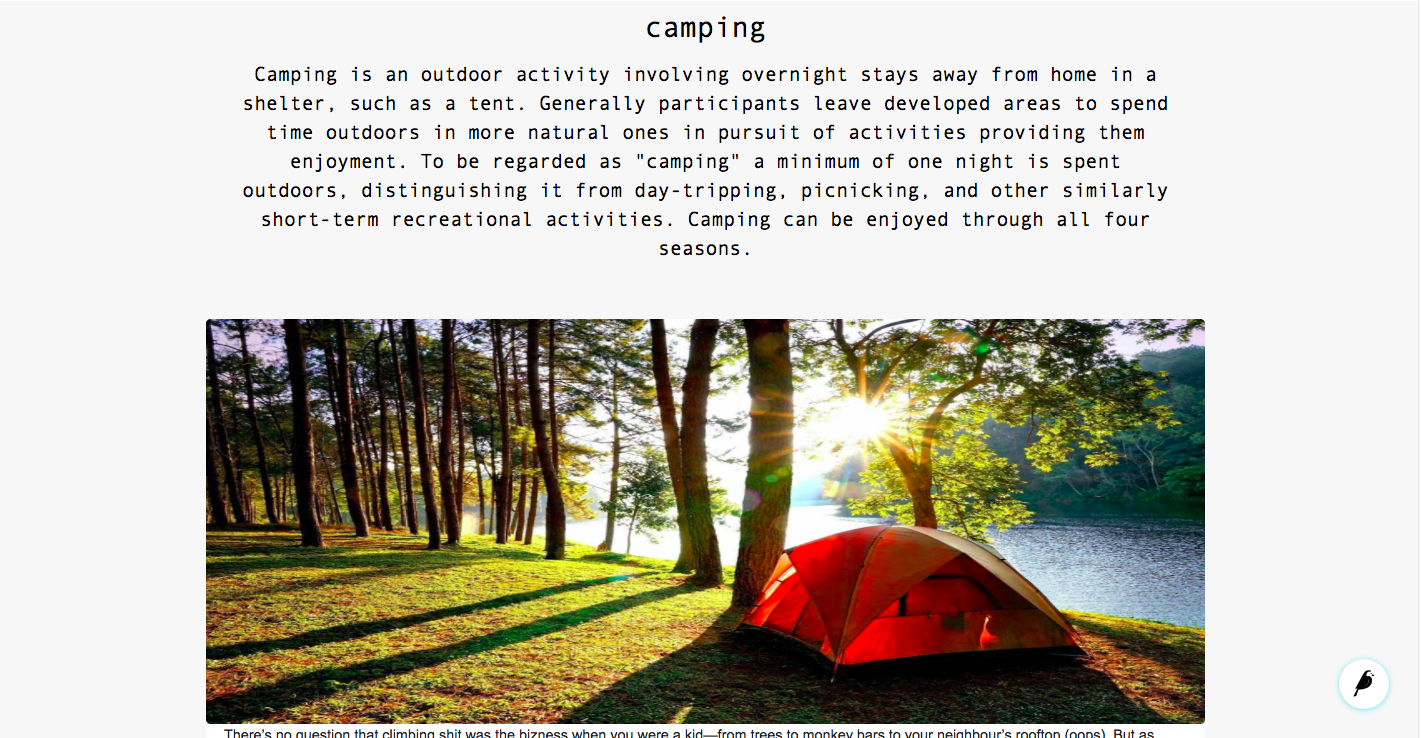 camping
Camping is an outdoor activity involving overnight stays away from home in a
shelter, such as a tent. Generally participants leave developed areas to spend
time outdoors in more natural ones in pursuit of activities providing them
enjoyment. To be regarded as "camping" a minimum of one night is spent
outdoors, distinguishing it from day-tripping, picnicking, and other similarly
short-term recreational activities. Camping can be enjoyed through all four
seasons.
There's no question that climbing shit was the bizness when you were a kid—from trees to monkey bars to your neighbour's rooftop (oops). But as